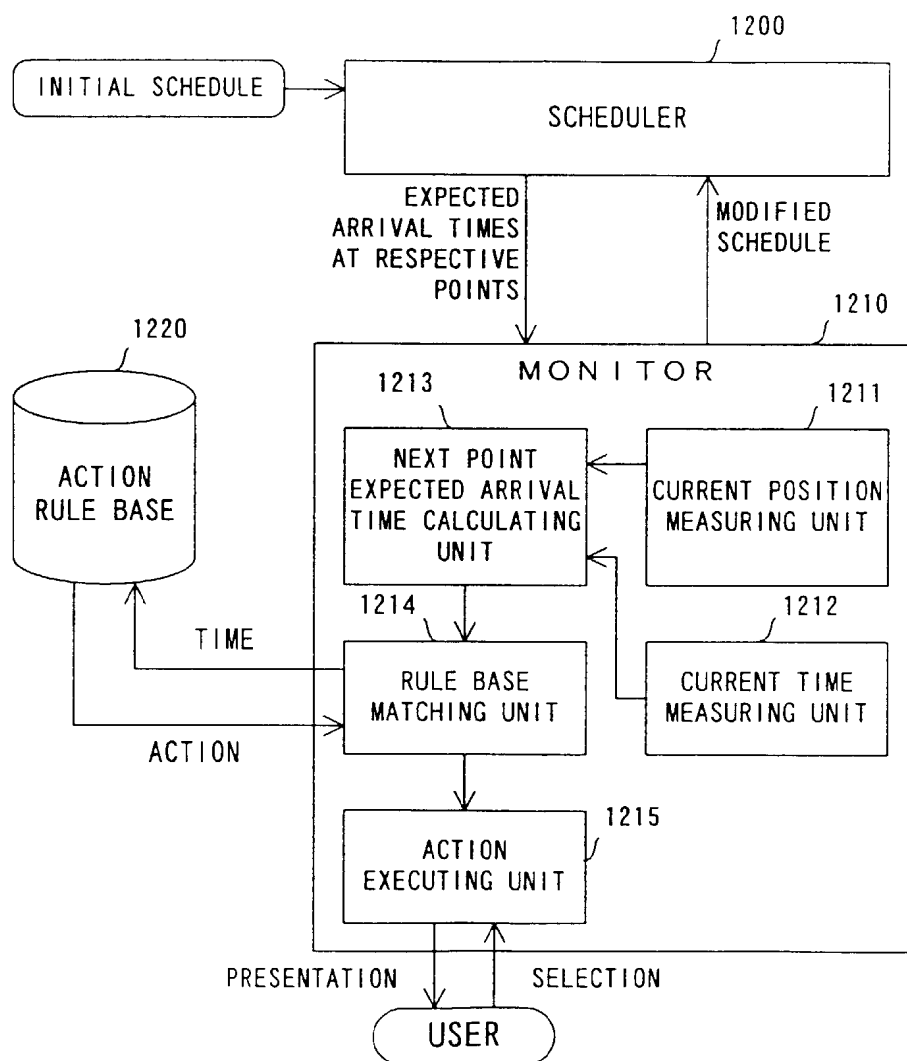 1200
INITIAL SCHEDULE
SCHEDULER
EXPECTED
ARRIVAL TIMES
AT RESPECTIVE
POINTS
MODIFIED
SCHEDULE
1210
1220
MONITOR
1213
1211
ACTION
RULE BASE
NEXT POINT
EXPECTED ARRIVAL
TIME CALCULATING
UNIT
CURRENT POSITION
MEASURING UNIT
1214
1212
TIME
RULE BASE
MATCHING UNIT
CURRENT TIME
MEASURING UNIT
ACTION
1215
ACTION
EXECUTING UNIT
PRESENTATION
SELECTION
USER